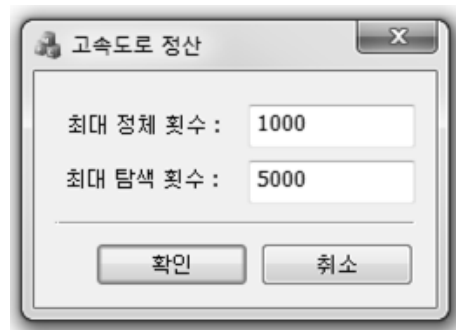 고속도로 정산
최대 정체 횟수 : 1000
최대 탐색 횟수 : 5000
확인 취소